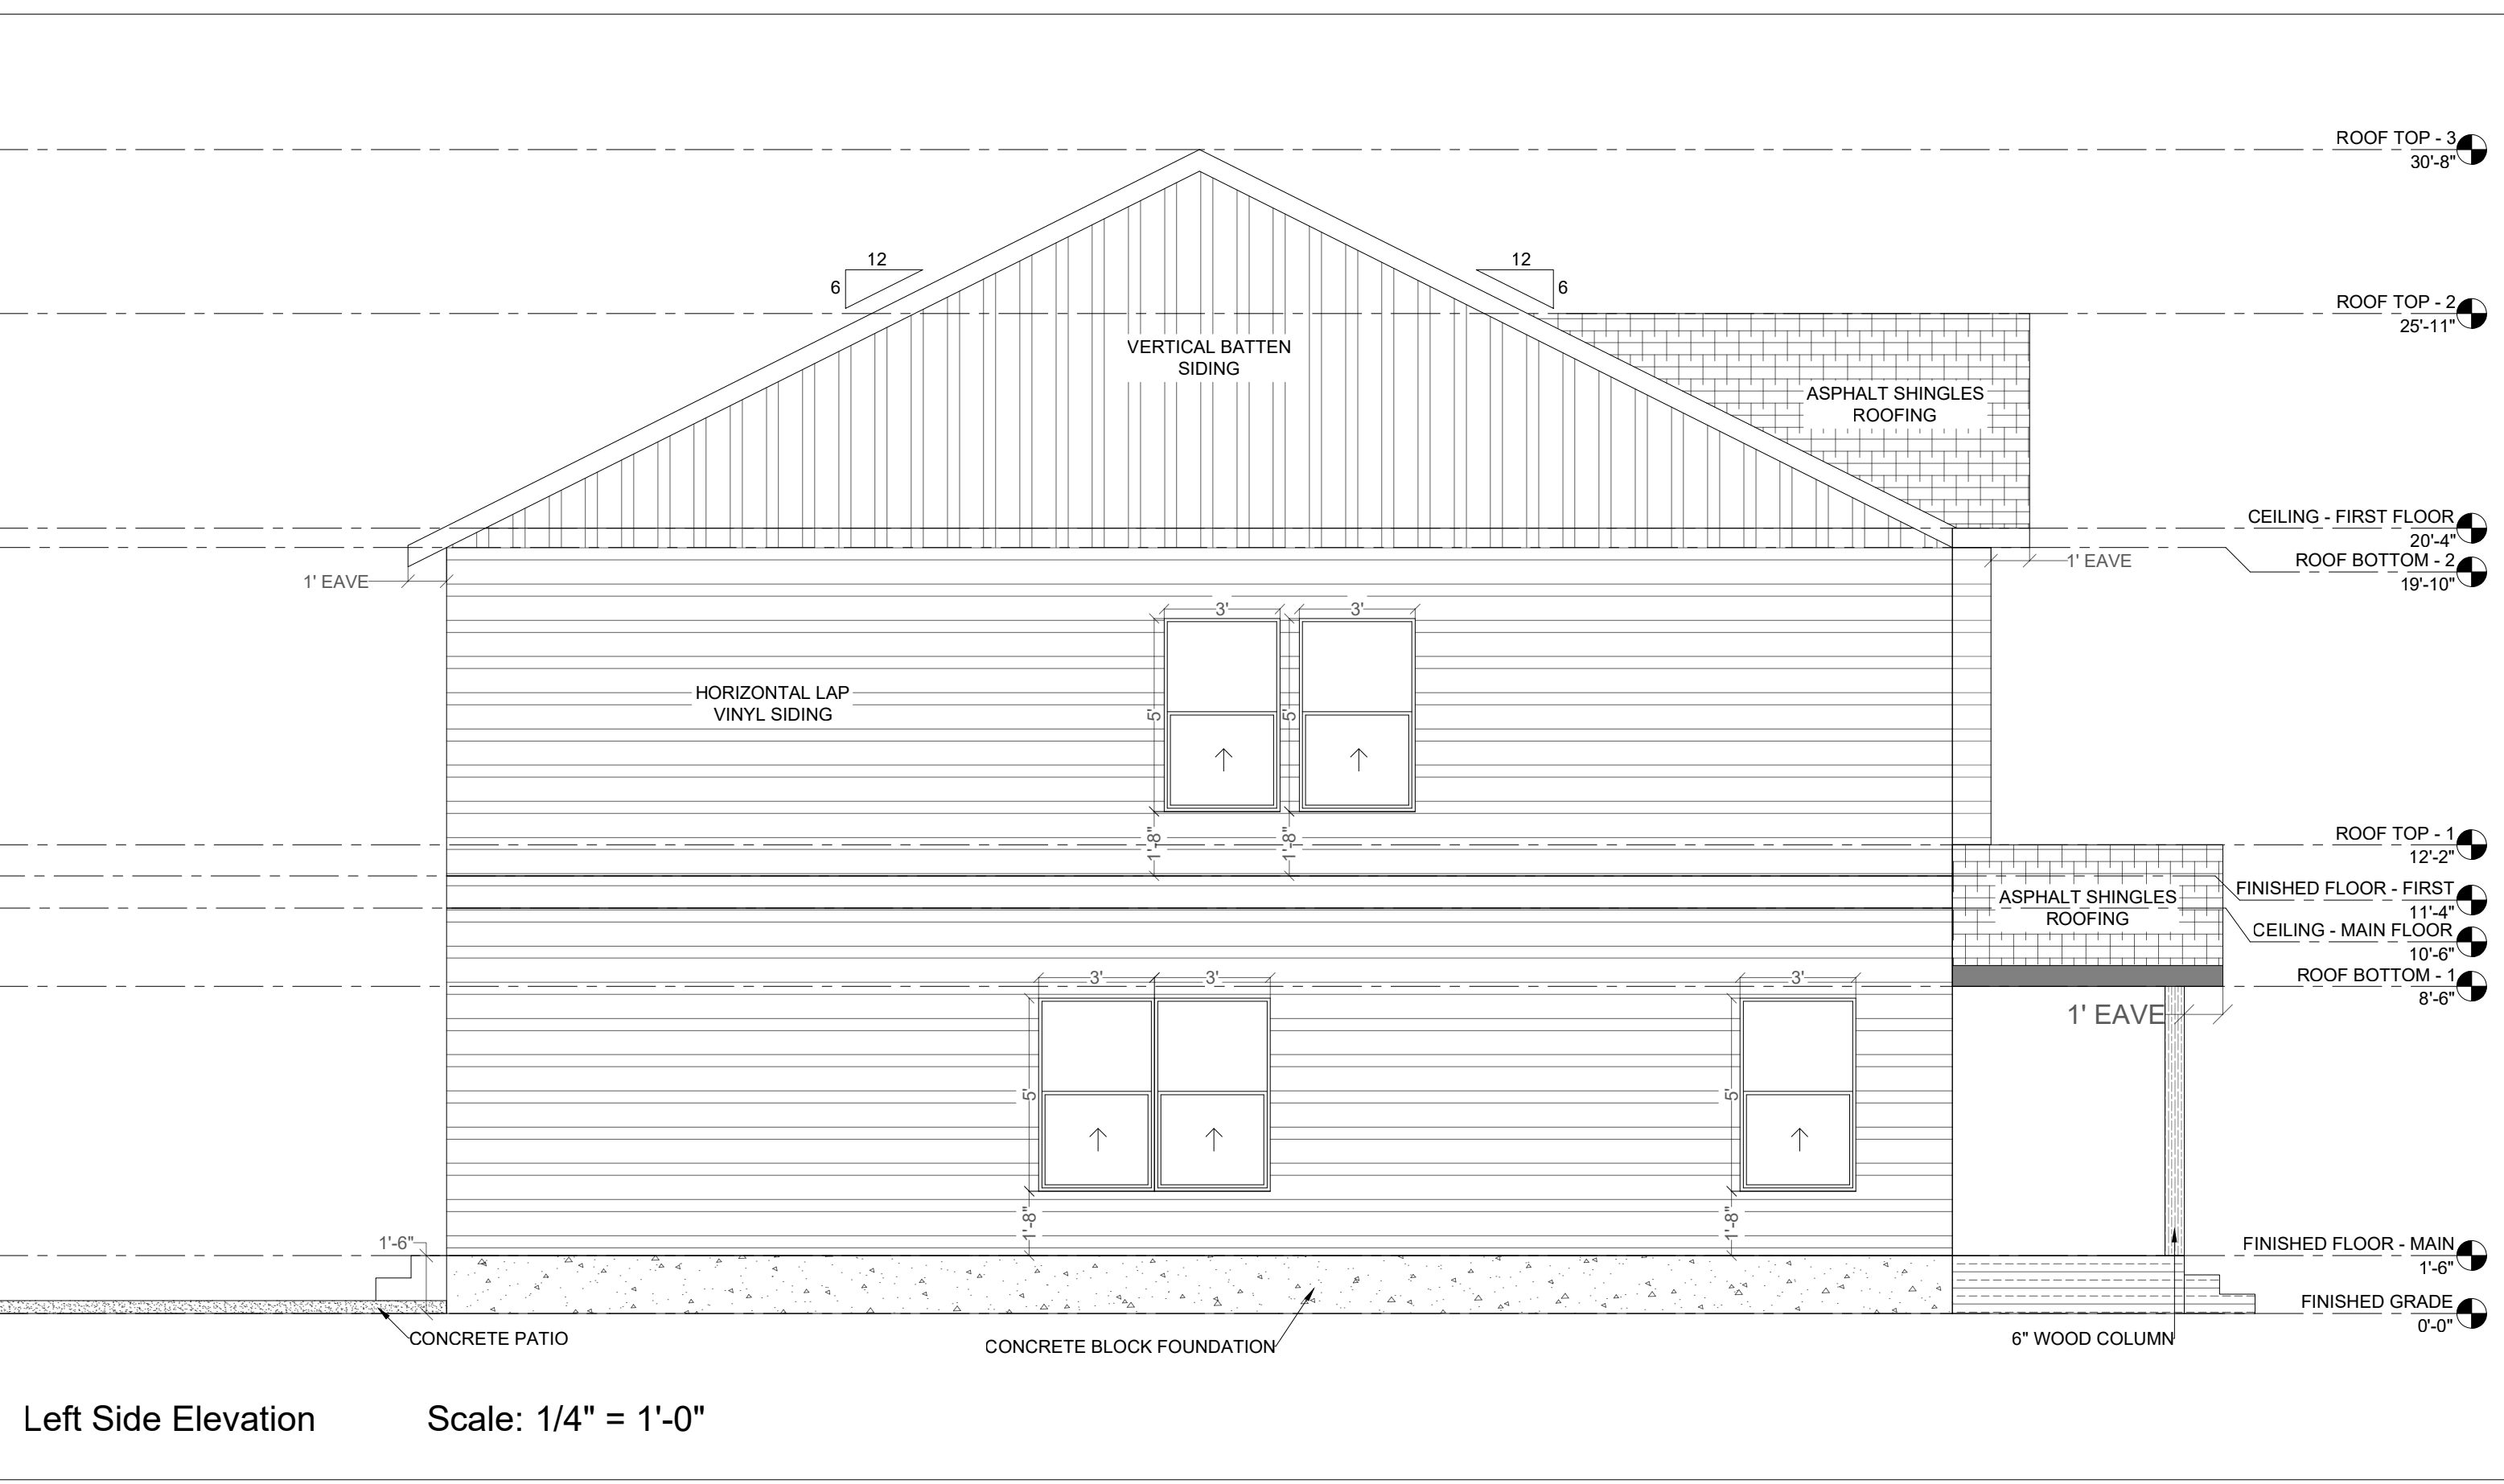 ROOF TOP - 3
30'-8"
12
6
12
6
ROOF TOP - 2
25'-11"
VERTICAL BATTEN
SIDING
ASPHALT SHINGLES
ROOFING
CEILING - FIRST FLOOR
20'-4"
1' EAVE
1' EAVE
ROOF BOTTOM - 2
19'-10"
3'
3'
HORIZONTAL LAP
VINYL SIDING
5'
5'
1'-8"
1'-8"
ROOF TOP - 1
12'-2"
FINISHED FLOOR - FIRST
11'-4"
ASPHALT SHINGLES
ROOFING
CEILING - MAIN FLOOR
10'-6"
ROOF BOTTOM - 1
8'-6"
3'
3'
3'
1' EAVE
5'
5'
1'-8"
1'-8"
1'-6"
FINISHED FLOOR - MAIN
1'-6"
FINISHED GRADE
0'-0"
CONCRETE PATIO
CONCRETE BLOCK FOUNDATION
6" WOOD COLUMN
Left Side Elevation
Scale: 1/4" = 1'-0"